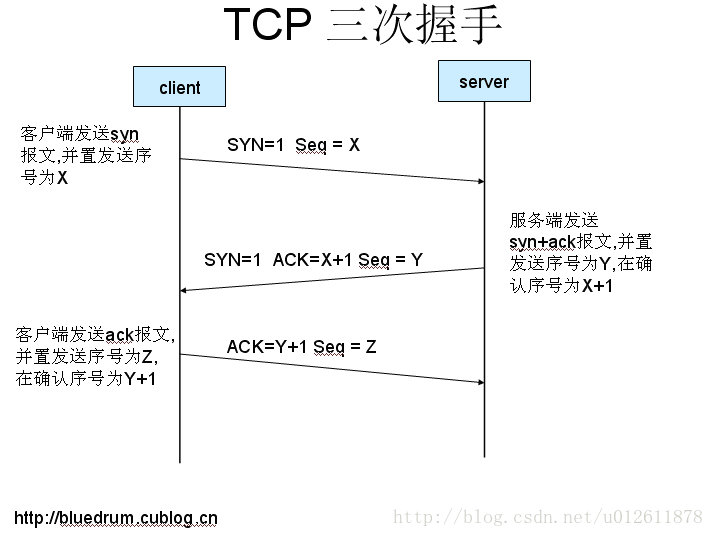 TCP 三次握手
client
server
客户端发送syn
报文,并置发送序
号为X
SYN=1 Seq = X
服务端发送
syn+ack报文,并置
发送序号为Y,在确
认序号为X+1
SYN=1 ACK=X+1 Seq = Y
客户端发送ack报文,
并置发送序号为Z,
在确认序号为Y+1
ACK=Y+1 Seq = Z
http://bluedrum.cublog.cn
http://blog.csdn.net/u012611878